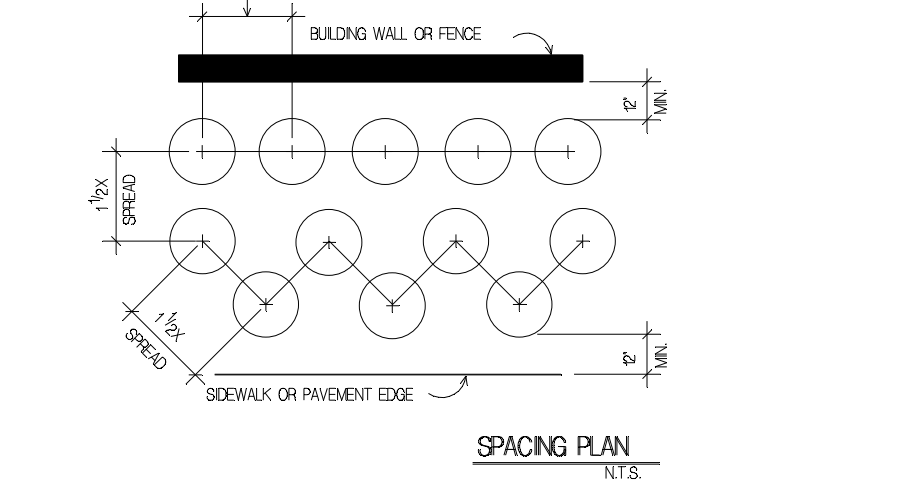 BUILDING WALL OR FENCE
12"
MIN.
1 1/2X
SPREAD
1 1/2X
SPREAD
12"
MIN.
SIDEWALK OR PAVEMENT EDGE
SPACING PLAN
N.T.S.